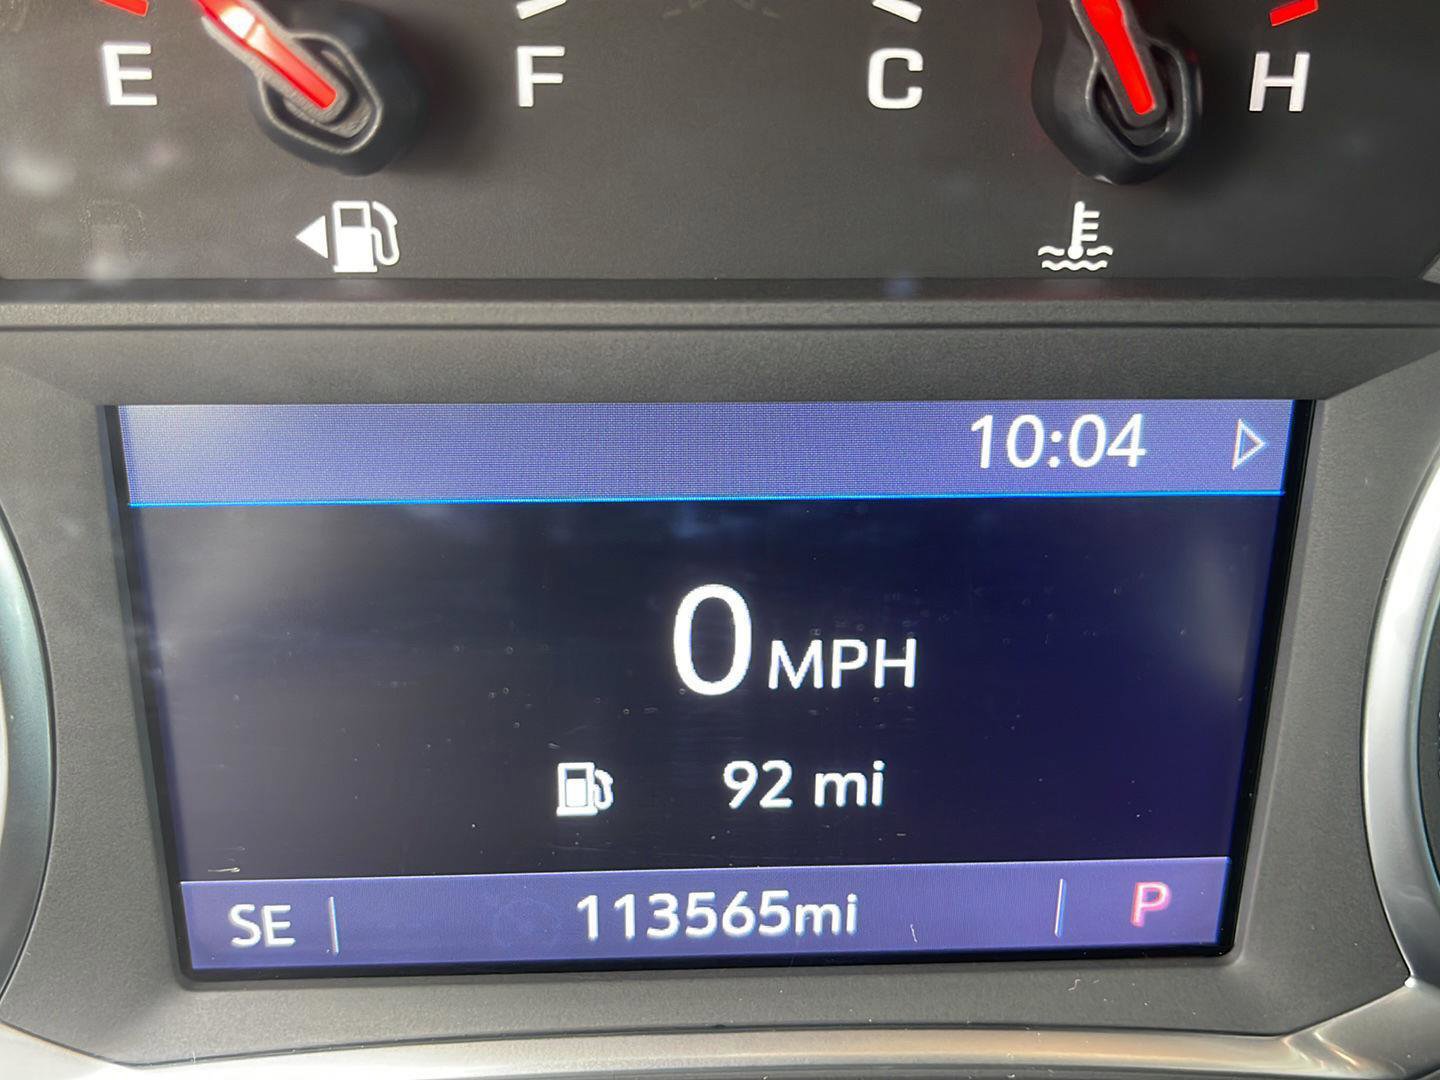 E F C H
10:04
0 MPH
92 mi
SE 113565mi P